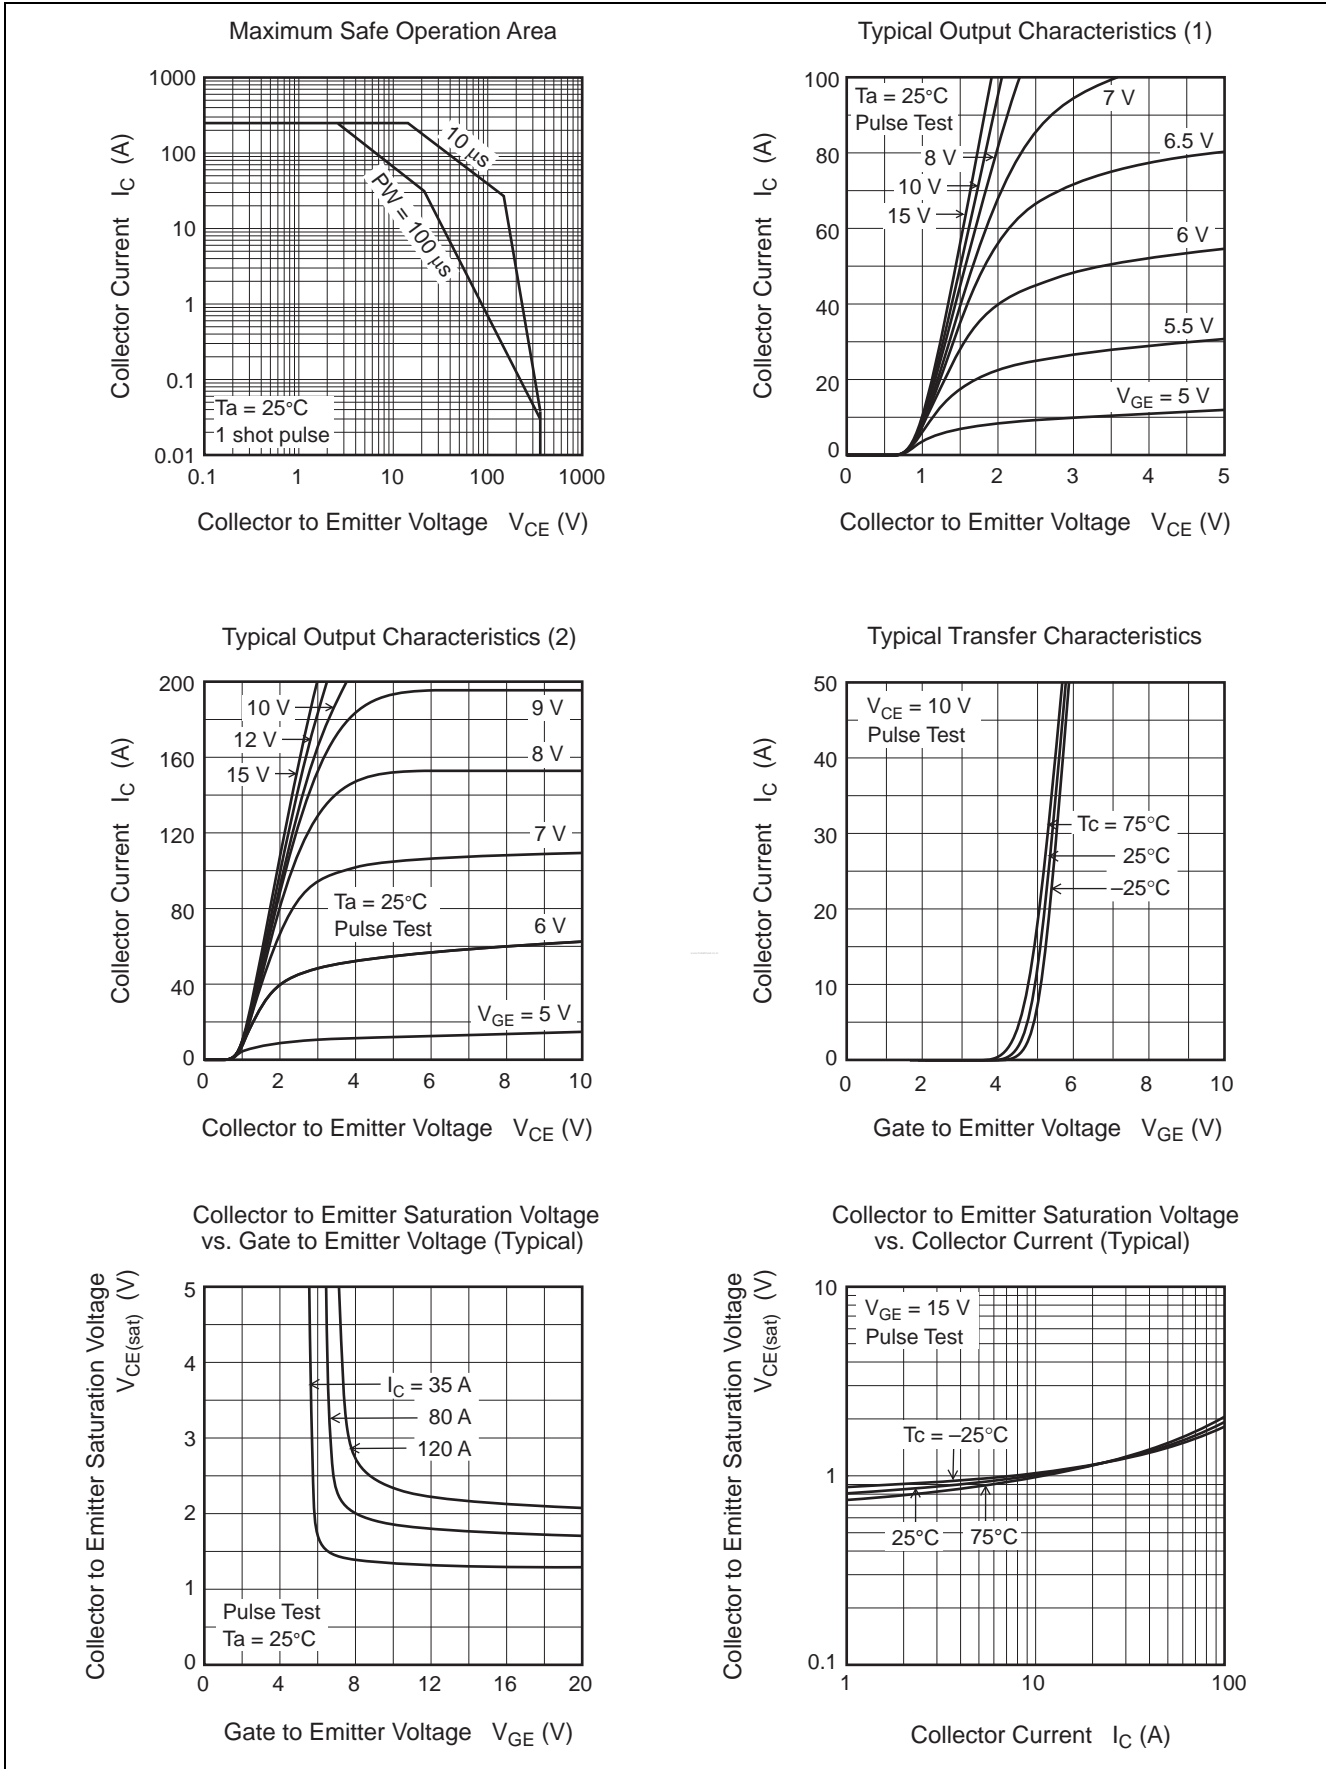 Maximum Safe Operation Area
1000
100
10
1
0.1
0.01
Collector Current I_C (A)
10 μs
PW = 100 μs
Ta = 25°C
1 shot pulse
0.1 1 10 100 1000
Collector to Emitter Voltage V_CE (V)
Typical Output Characteristics (1)
100
80
60
40
20
0
Collector Current I_C (A)
Ta = 25°C
Pulse Test
7 V
6.5 V
8 V
10 V
15 V
6 V
5.5 V
V_GE = 5 V
0 1 2 3 4 5
Collector to Emitter Voltage V_CE (V)
Typical Output Characteristics (2)
200
160
120
80
40
0
Collector Current I_C (A)
10 V
12 V
15 V
9 V
8 V
7 V
Ta = 25°C
Pulse Test
6 V
V_GE = 5 V
0 2 4 6 8 10
Collector to Emitter Voltage V_CE (V)
Typical Transfer Characteristics
50
40
30
20
10
0
Collector Current I_C (A)
V_CE = 10 V
Pulse Test
Tc = 75°C
25°C
–25°C
0 2 4 6 8 10
Gate to Emitter Voltage V_GE (V)
Collector to Emitter Saturation Voltage
vs. Gate to Emitter Voltage (Typical)
5
4
3
2
1
0
Collector to Emitter Saturation Voltage
V_CE(sat) (V)
I_C = 35 A
80 A
120 A
Pulse Test
Ta = 25°C
0 4 8 12 16 20
Gate to Emitter Voltage V_GE (V)
Collector to Emitter Saturation Voltage
vs. Collector Current (Typical)
10
1
0.1
Collector to Emitter Saturation Voltage
V_CE(sat) (V)
V_GE = 15 V
Pulse Test
Tc = –25°C
25°C 75°C
1 10 100
Collector Current I_C (A)